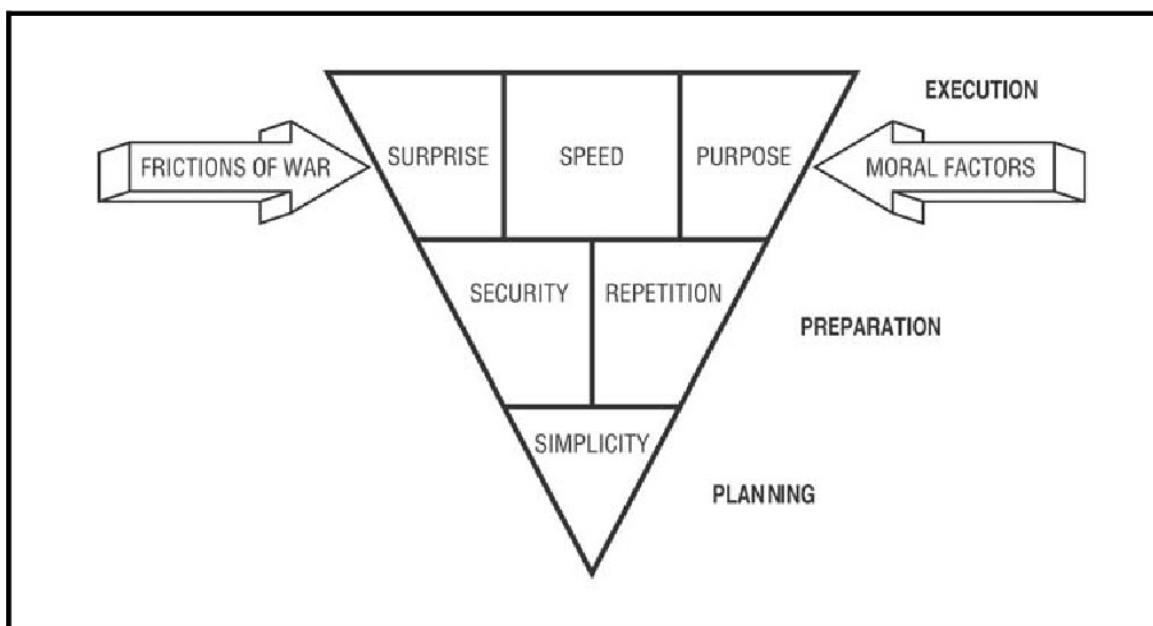 EXECUTION
FRICTIONS OF WAR
SURPRISE
SPEED
PURPOSE
MORAL FACTORS
SECURITY
REPETITION
PREPARATION
SIMPLICITY
PLANNING